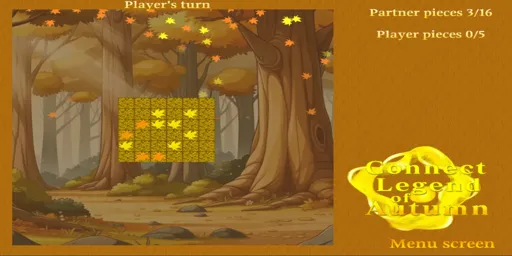 Player's turn
Partner pieces 3/16
Player pieces 0/5
Connect
Legend
of
Autumn
Menu screen